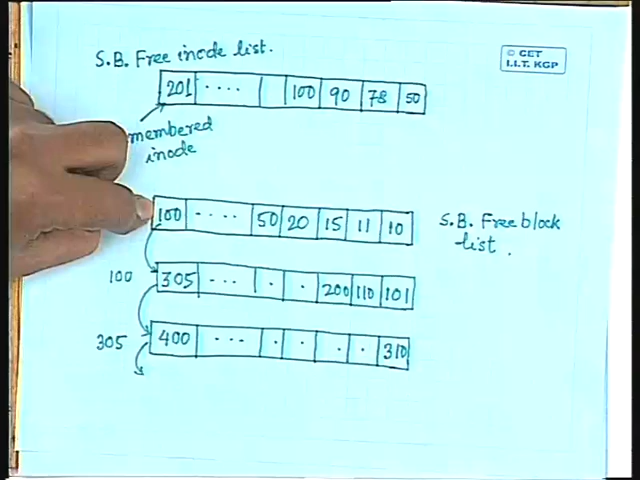 S.B. Free inode list.
© CET
I.I.T. KGP
201 .... 100 90 78 50
membered
inode
100 .... 50 20 15 11 10
S.B. Free block
list.
100 305 ... . . 200 110 101
305 400 ... . . . . 310